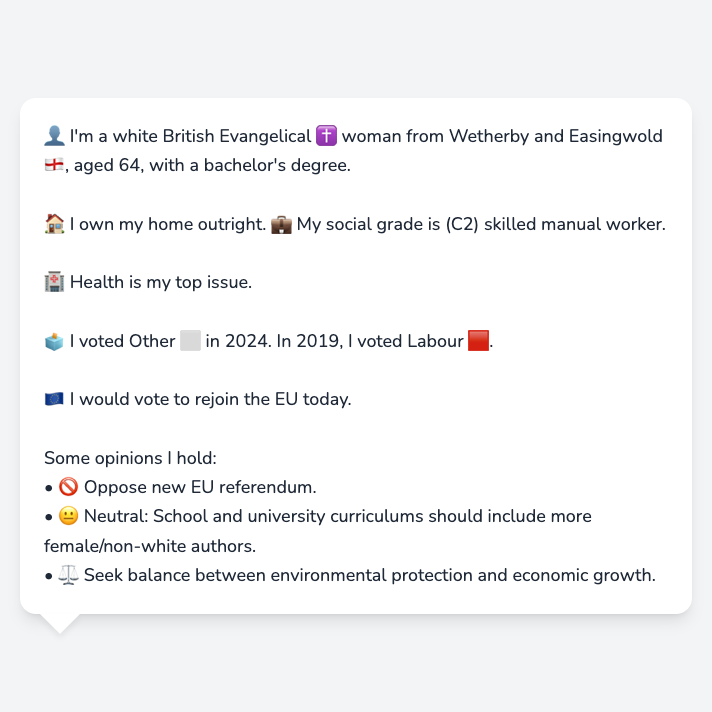 👤 I'm a white British Evangelical ✝️ woman from Wetherby and Easingwold
🏴󠁧󠁢󠁥󠁮󠁧󠁿, aged 64, with a bachelor's degree.
🏠 I own my home outright. 💼 My social grade is (C2) skilled manual worker.
🏥 Health is my top issue.
🗳️ I voted Other ⬜ in 2024. In 2019, I voted Labour 🟥.
🇪🇺 I would vote to rejoin the EU today.
Some opinions I hold:
• 🚫 Oppose new EU referendum.
• 😐 Neutral: School and university curriculums should include more
female/non-white authors.
• ⚖️ Seek balance between environmental protection and economic growth.